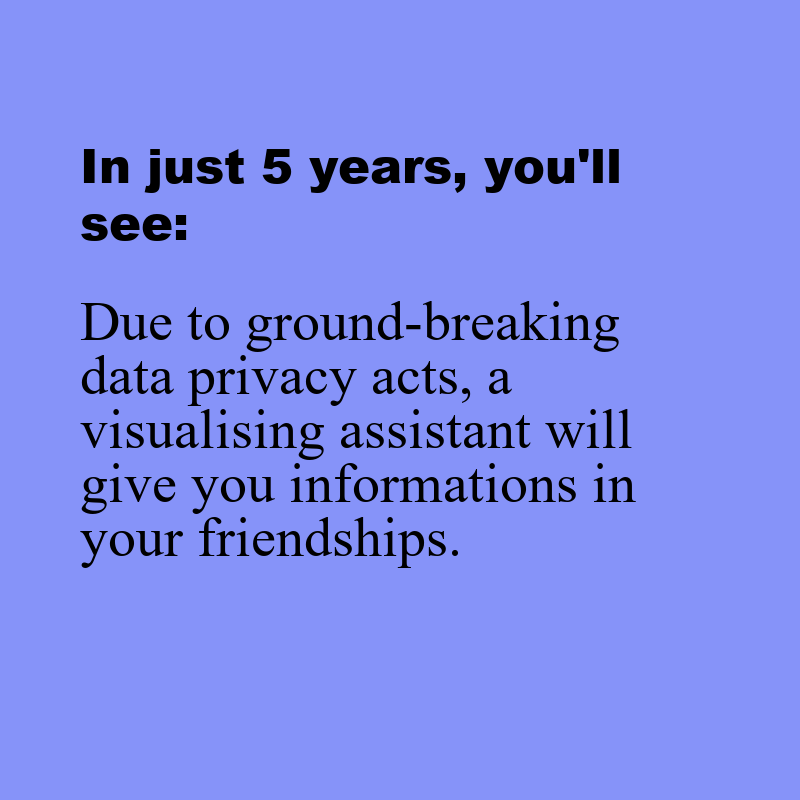 In just 5 years, you'll
see:
Due to ground-breaking
data privacy acts, a
visualising assistant will
give you informations in
your friendships.